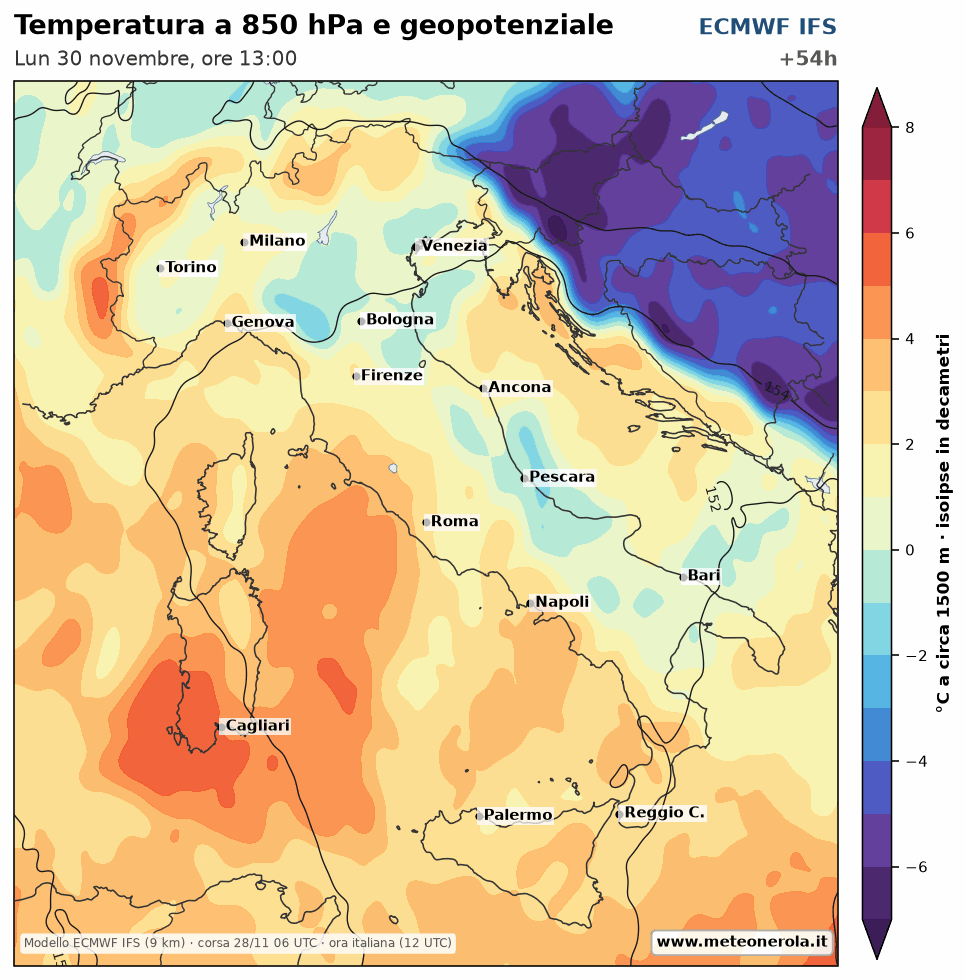 Temperatura a 850 hPa e geopotenziale
ECMWF IFS
Lun 30 novembre, ore 13:00
+54h
Milano
Venezia
Torino
Genova
Bologna
Firenze
Ancona
154
Pescara
152
Roma
Bari
Napoli
Cagliari
Palermo
Reggio C.
8
6
4
2
0
−2
−4
−6
°C a circa 1500 m · isoipse in decametri
Modello ECMWF IFS (9 km) · corsa 28/11 06 UTC · ora italiana (12 UTC)
www.meteonerola.it